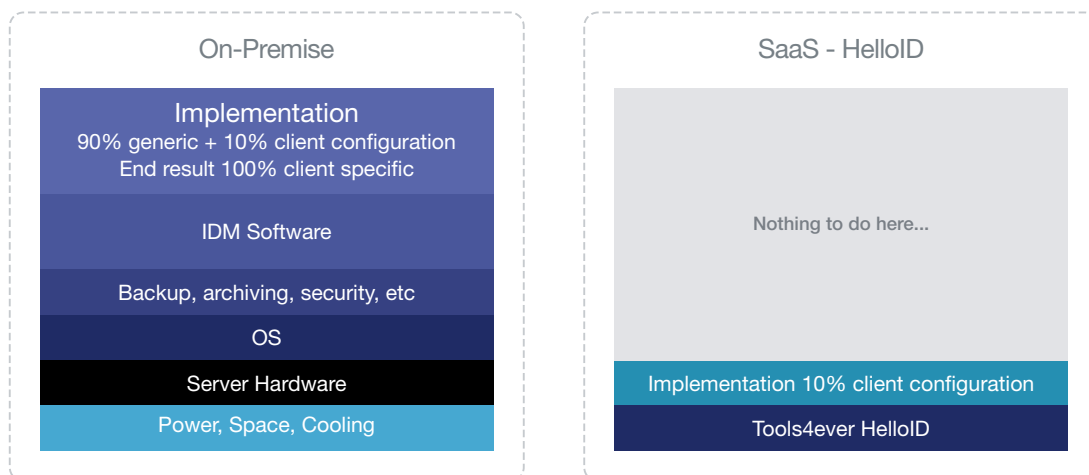 On-Premise
Implementation
90% generic + 10% client configuration
End result 100% client specific
IDM Software
Backup, archiving, security, etc
OS
Server Hardware
Power, Space, Cooling
SaaS - HelloID
Nothing to do here...
Implementation 10% client configuration
Tools4ever HelloID